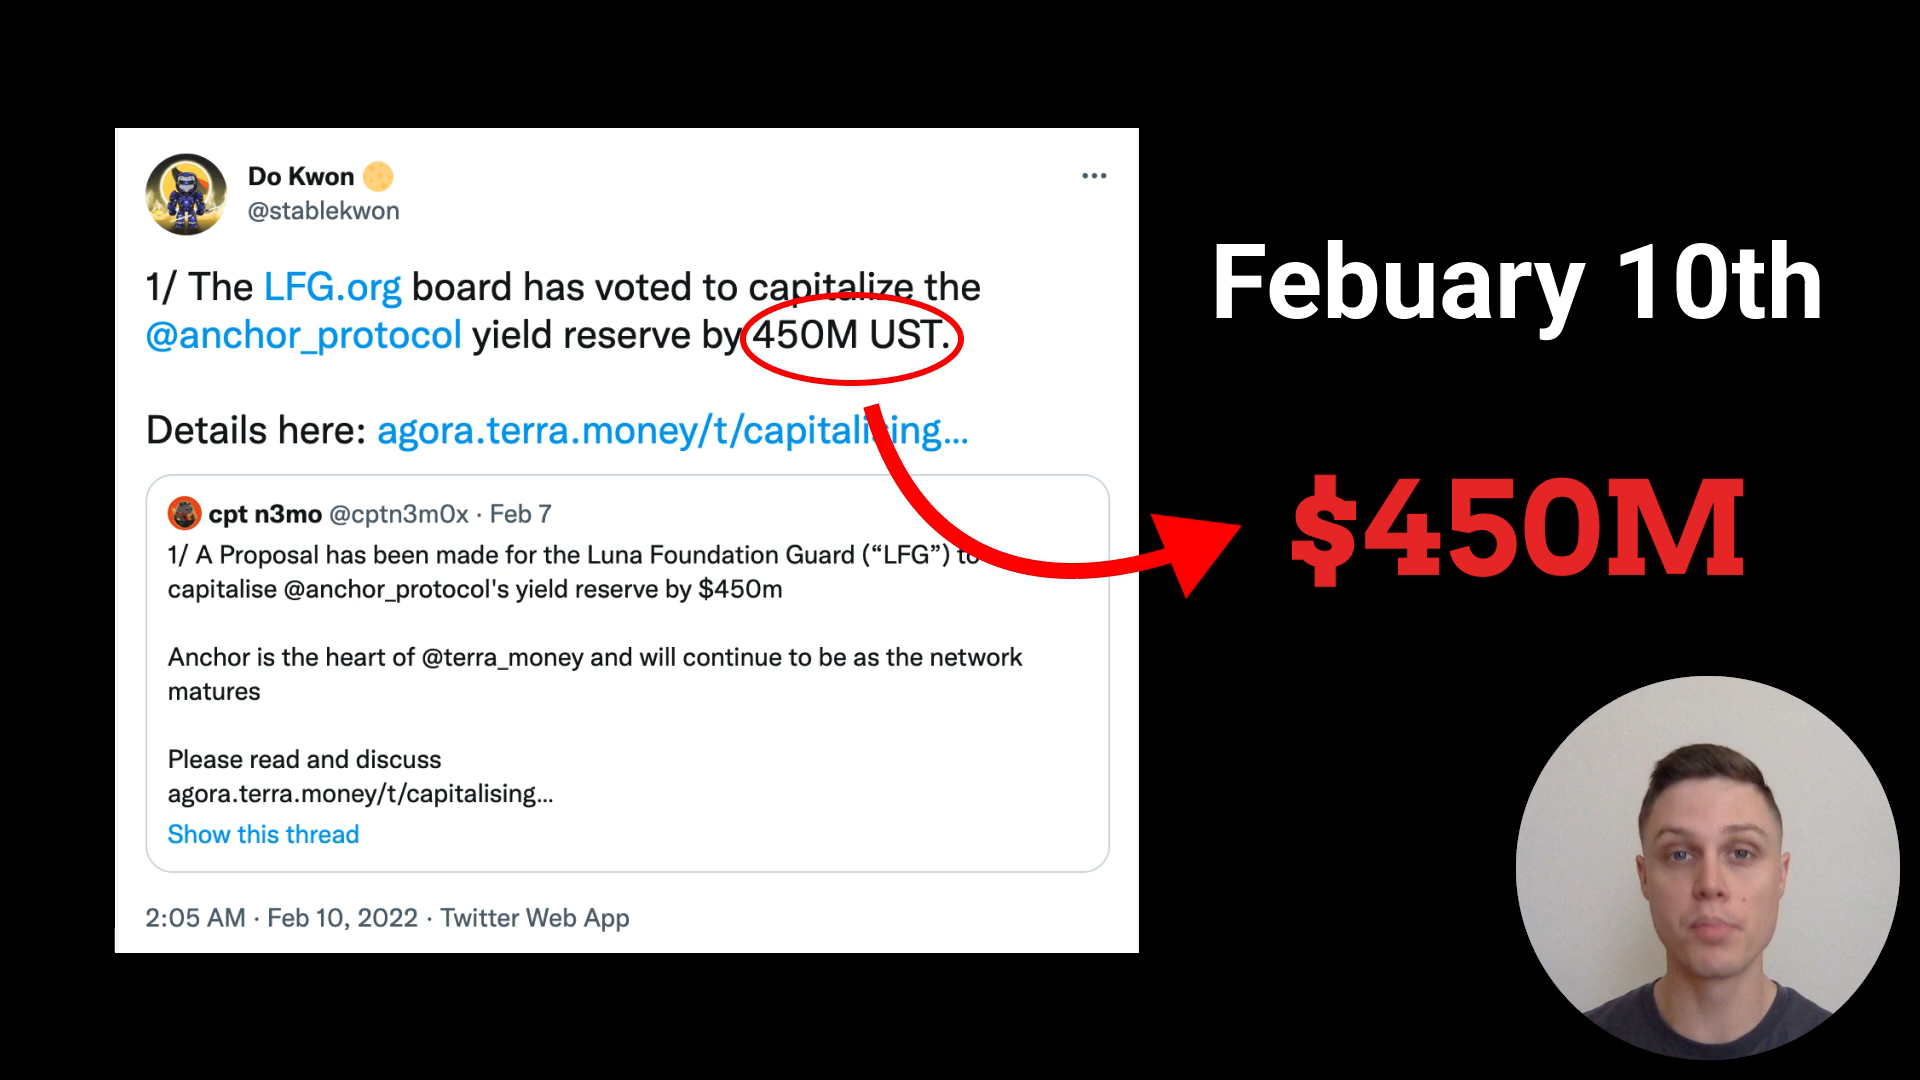 Do Kwon
@stablekwon
1/ The LFG.org board has voted to capitalize the
@anchor_protocol yield reserve by 450M UST.
Details here: agora.terra.money/t/capitalising...
cpt n3mo @cptn3m0x · Feb 7
1/ A Proposal has been made for the Luna Foundation Guard (“LFG”) to
capitalise @anchor_protocol's yield reserve by $450m
Anchor is the heart of @terra_money and will continue to be as the network
matures
Please read and discuss
agora.terra.money/t/capitalising...
Show this thread
2:05 AM · Feb 10, 2022 · Twitter Web App
Febuary 10th
$450M